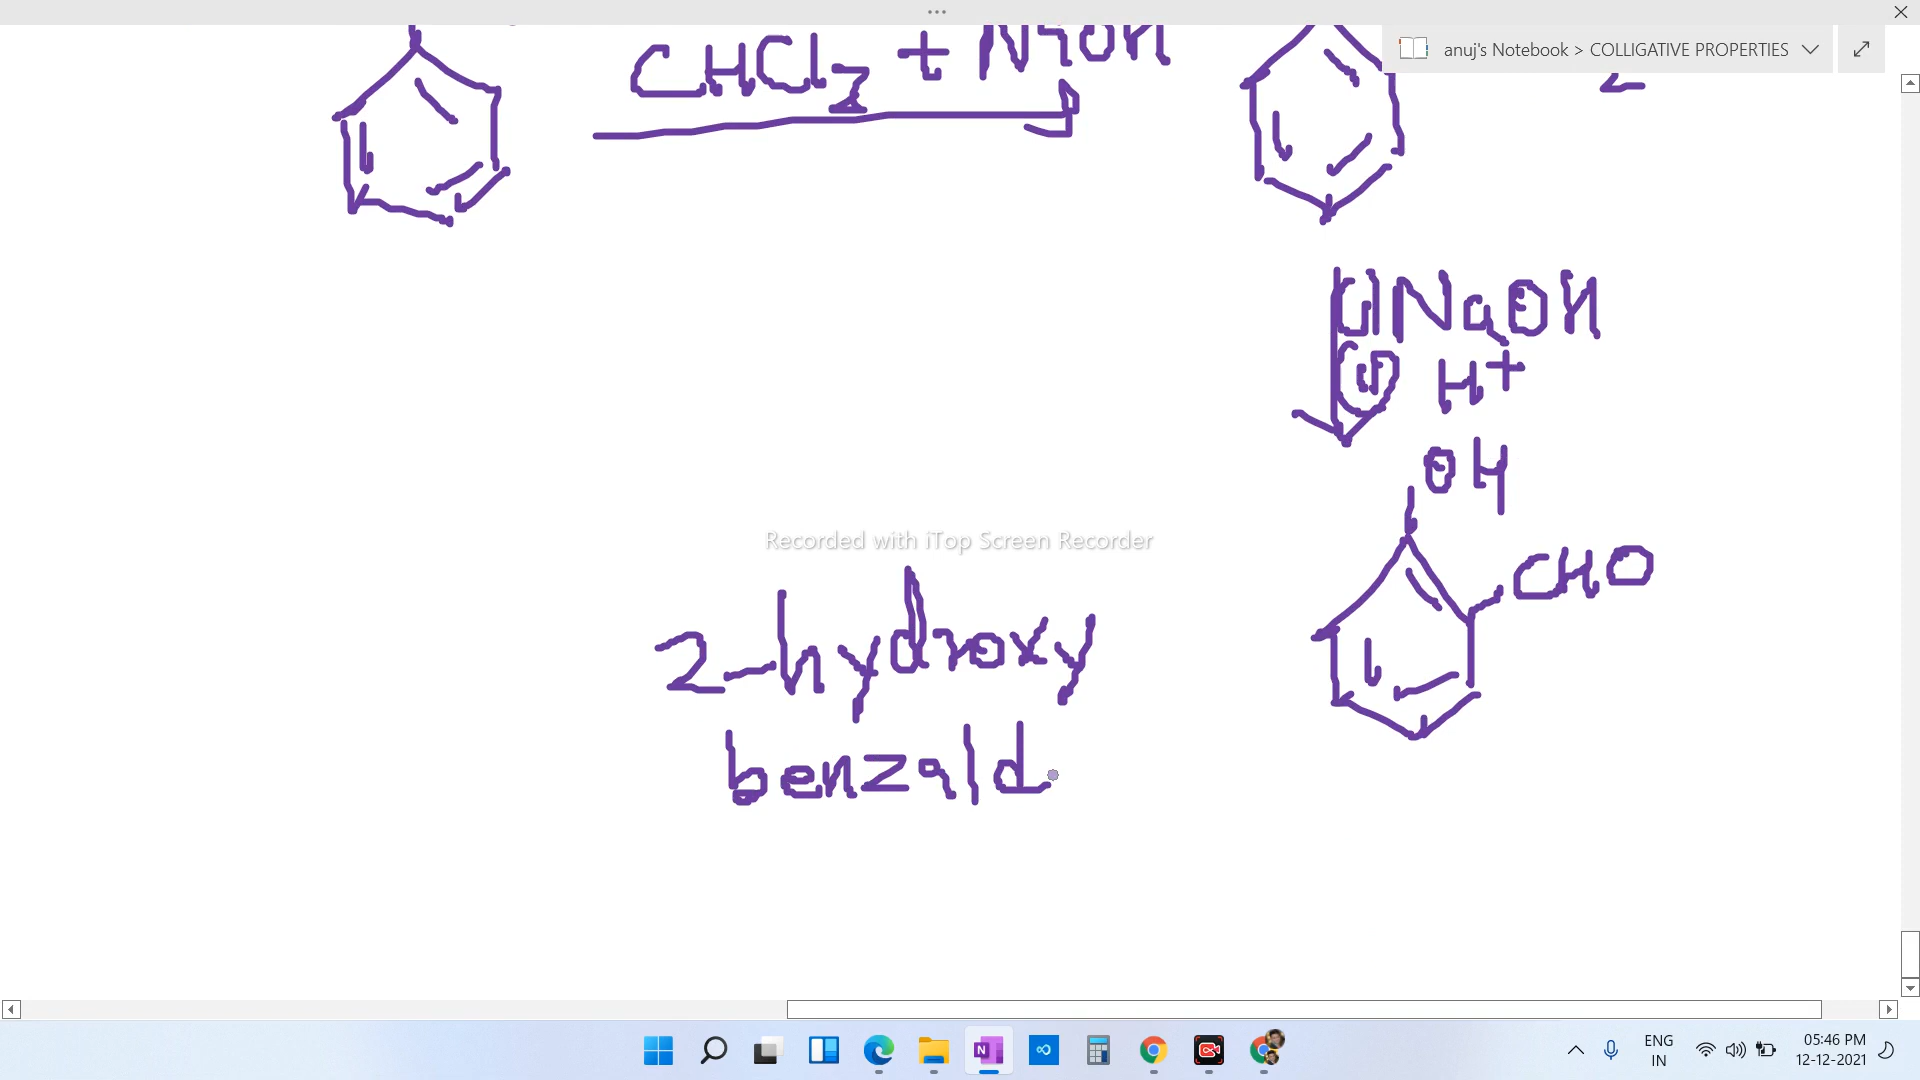 anuj's Notebook > COLLIGATIVE PROPERTIES
CHCl3 + NaOH
2
(i) NaOH
(ii) H+
OH
CHO
Recorded with iTop Screen Recorder
2-hydroxy
benzald
ENG
IN
05:46 PM
12-12-2021